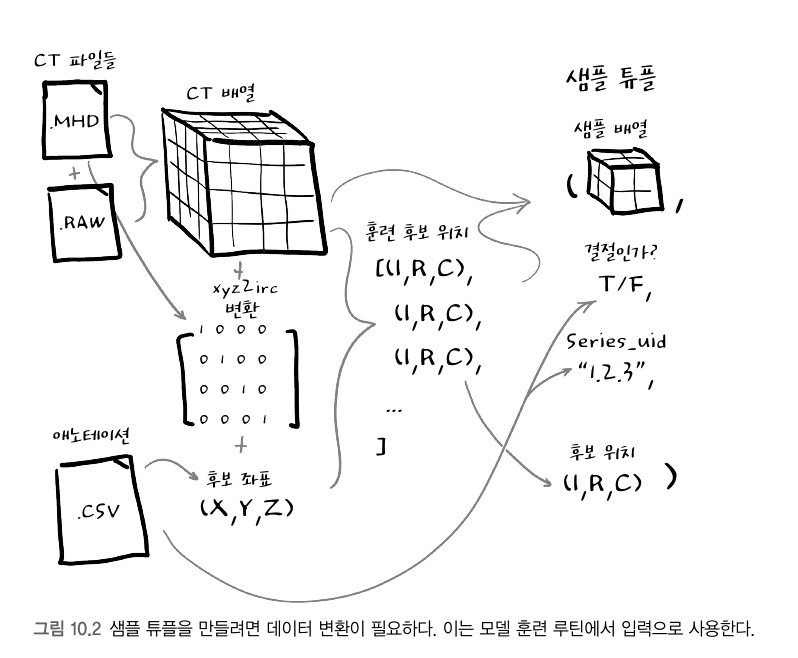 CT 파일들
.MHD
+
.RAW
CT 배열
+
xyz2irc
변환
1 0 0 0
0 1 0 0
0 0 1 0
0 0 0 1
+
애노테이션
.CSV
후보 좌표
(X,Y,Z)
훈련 후보 위치
[(I,R,C),
(I,R,C),
(I,R,C),
...
]
샘플 튜플
샘플 배열
( ,
결절인가?
T/F,
Series_uid
"1.2.3",
후보 위치
(I,R,C) )
그림 10.2 샘플 튜플을 만들려면 데이터 변환이 필요하다. 이는 모델 훈련 루틴에서 입력으로 사용한다.